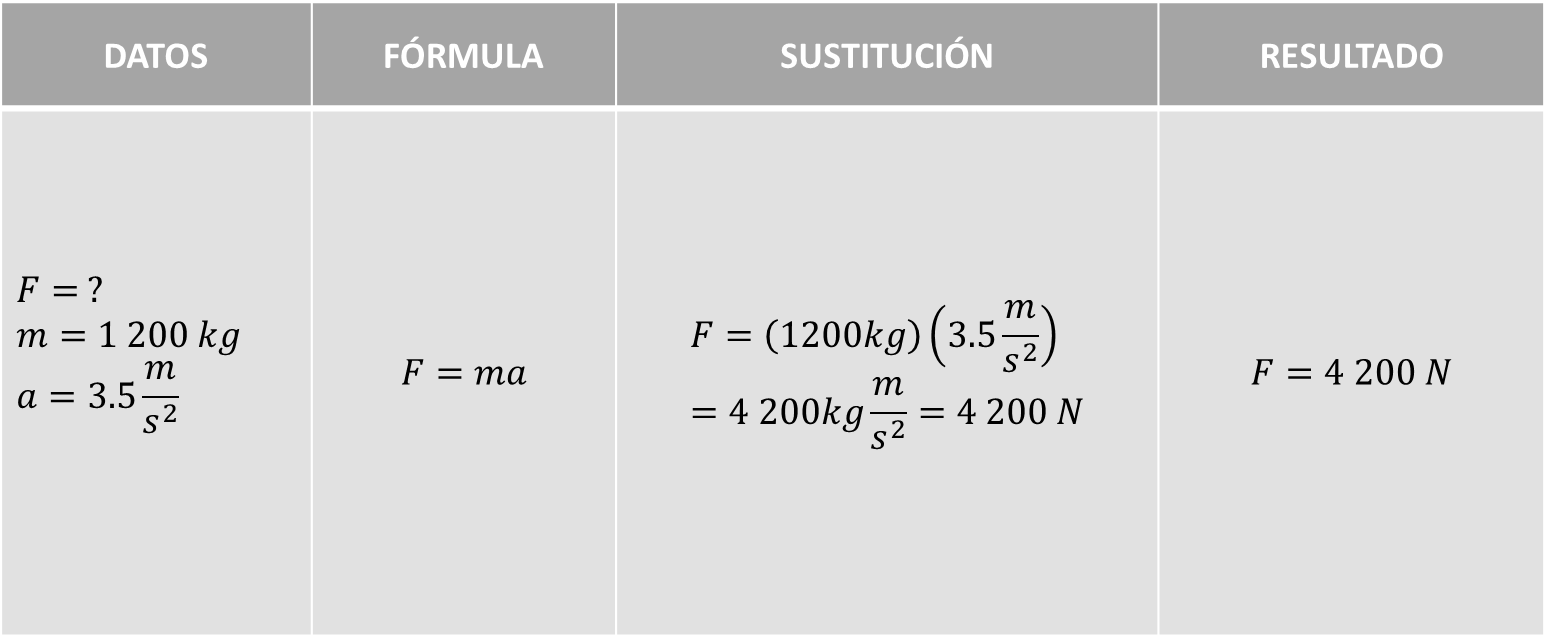 DATOS FÓRMULA SUSTITUCIÓN RESULTADO
F = ?
m = 1 200 kg
a = 3.5 m/s²
F = ma
F = (1200kg)(3.5 m/s²)
= 4 200kg m/s² = 4 200 N
F = 4 200 N